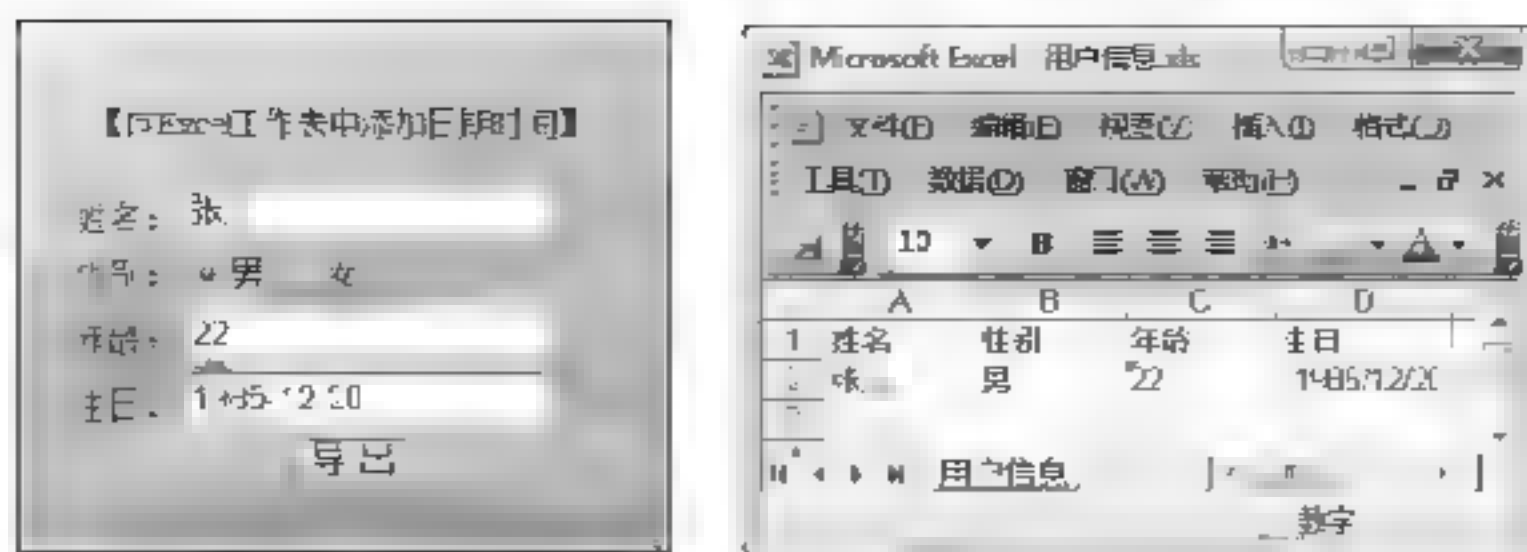 【向Excel工作表中添加日期时间】
姓名： 张
性别： 男 女
年龄： 22
生日：
导出
Microsoft Excel 用户信息.xls
文件(F) 编辑(E) 视图(V) 插入(I) 格式(O)
工具(T) 数据(D) 窗口(W) 帮助(H)
10 B A
A B C D
1 姓名 性别 年龄 生日
2 张 男 22
用户信息
数字